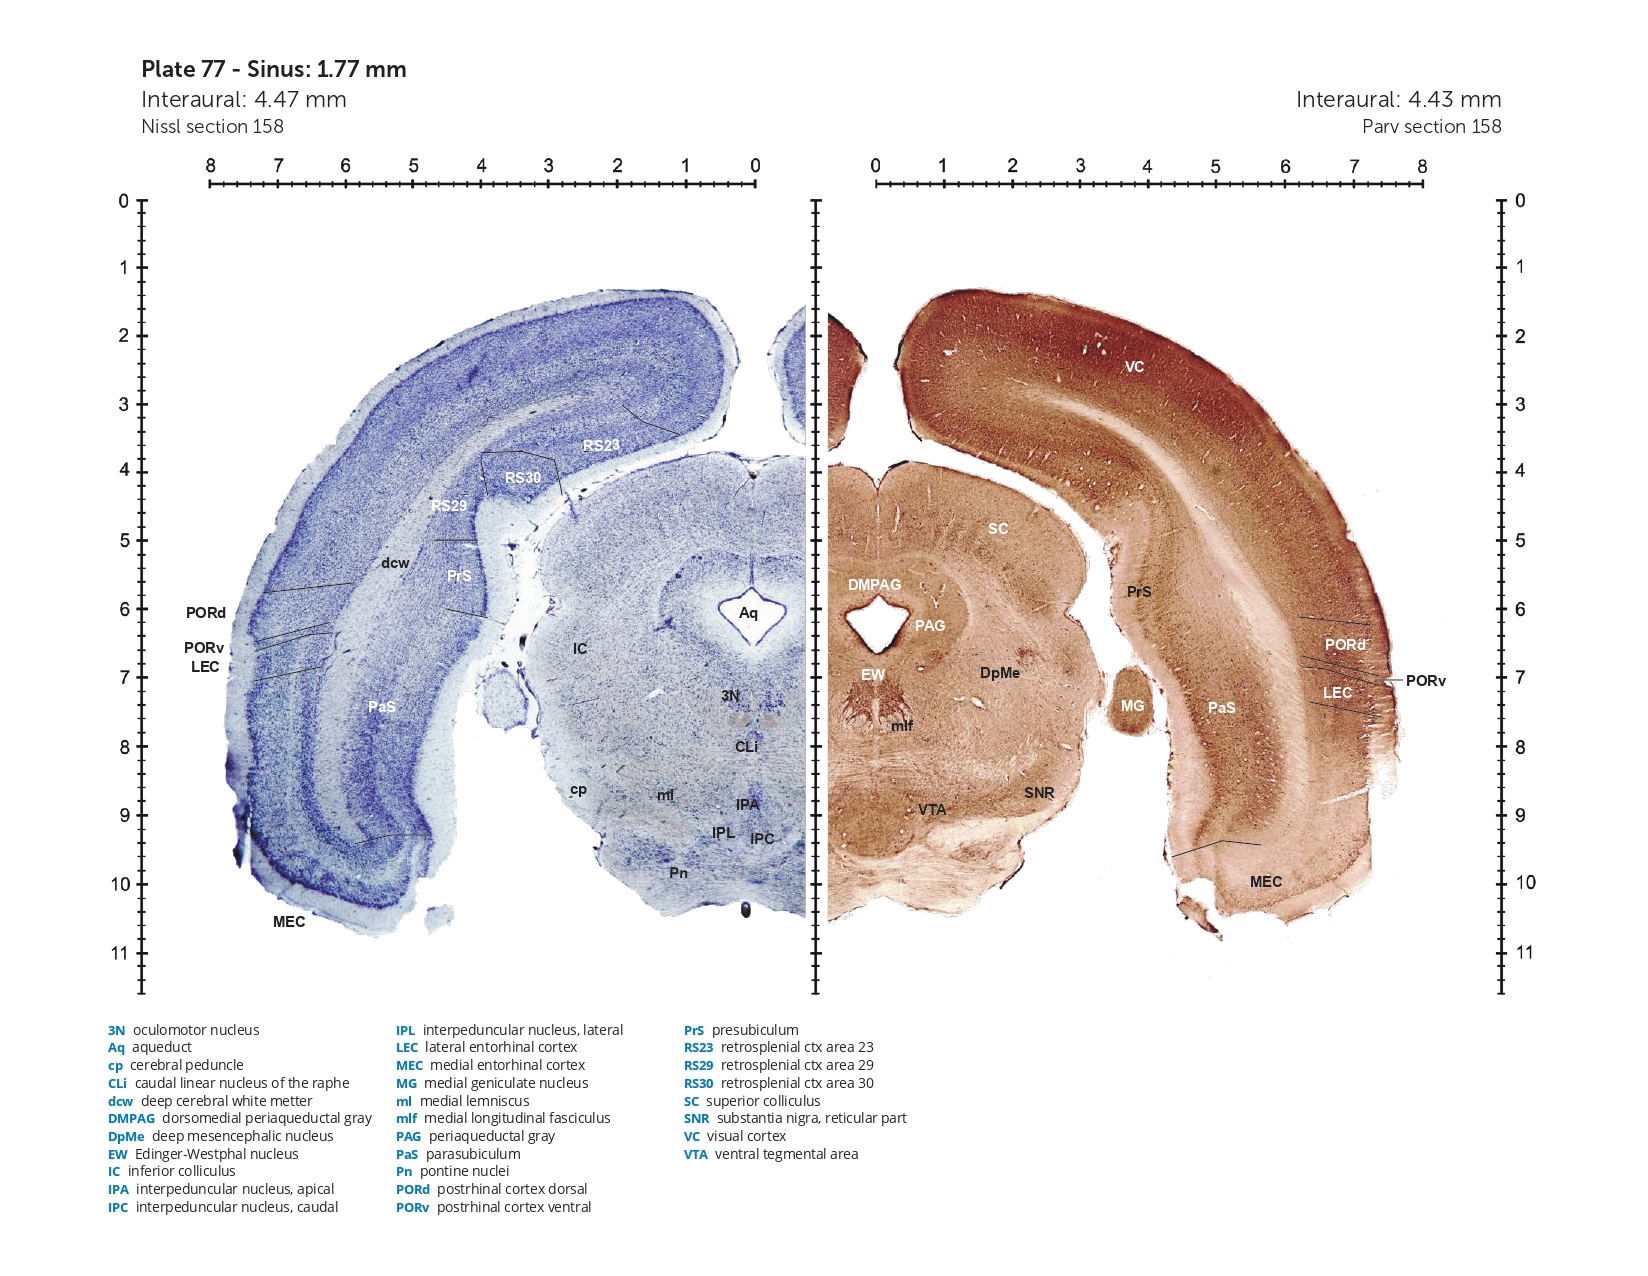 Plate 77 - Sinus: 1.77 mm
Interaural: 4.47 mm
Nissl section 158
Interaural: 4.43 mm
Parv section 158
8 7 6 5 4 3 2 1 0
0 1 2 3 4 5 6 7 8
0
1
2
3
4
5
6
7
8
9
10
11
RS23
RS30
RS29
dcw
PrS
PORd
PORv
LEC
PaS
MEC
Aq
IC
3N
CLi
cp
ml
IPA
IPL
IPC
Pn
VC
SC
DMPAG
PAG
PrS
EW
DpMe
mlf
MG
PaS
PORd
PORv
LEC
SNR
VTA
MEC
0
1
2
3
4
5
6
7
8
9
10
11
3N oculomotor nucleus
Aq aqueduct
cp cerebral peduncle
CLi caudal linear nucleus of the raphe
dcw deep cerebral white metter
DMPAG dorsomedial periaqueductal gray
DpMe deep mesencephalic nucleus
EW Edinger-Westphal nucleus
IC inferior colliculus
IPA interpeduncular nucleus, apical
IPC interpeduncular nucleus, caudal
IPL interpeduncular nucleus, lateral
LEC lateral entorhinal cortex
MEC medial entorhinal cortex
MG medial geniculate nucleus
ml medial lemniscus
mlf medial longitudinal fasciculus
PAG periaqueductal gray
PaS parasubiculum
Pn pontine nuclei
PORd postrhinal cortex dorsal
PORv postrhinal cortex ventral
PrS presubiculum
RS23 retrosplenial ctx area 23
RS29 retrosplenial ctx area 29
RS30 retrosplenial ctx area 30
SC superior colliculus
SNR substantia nigra, reticular part
VC visual cortex
VTA ventral tegmental area